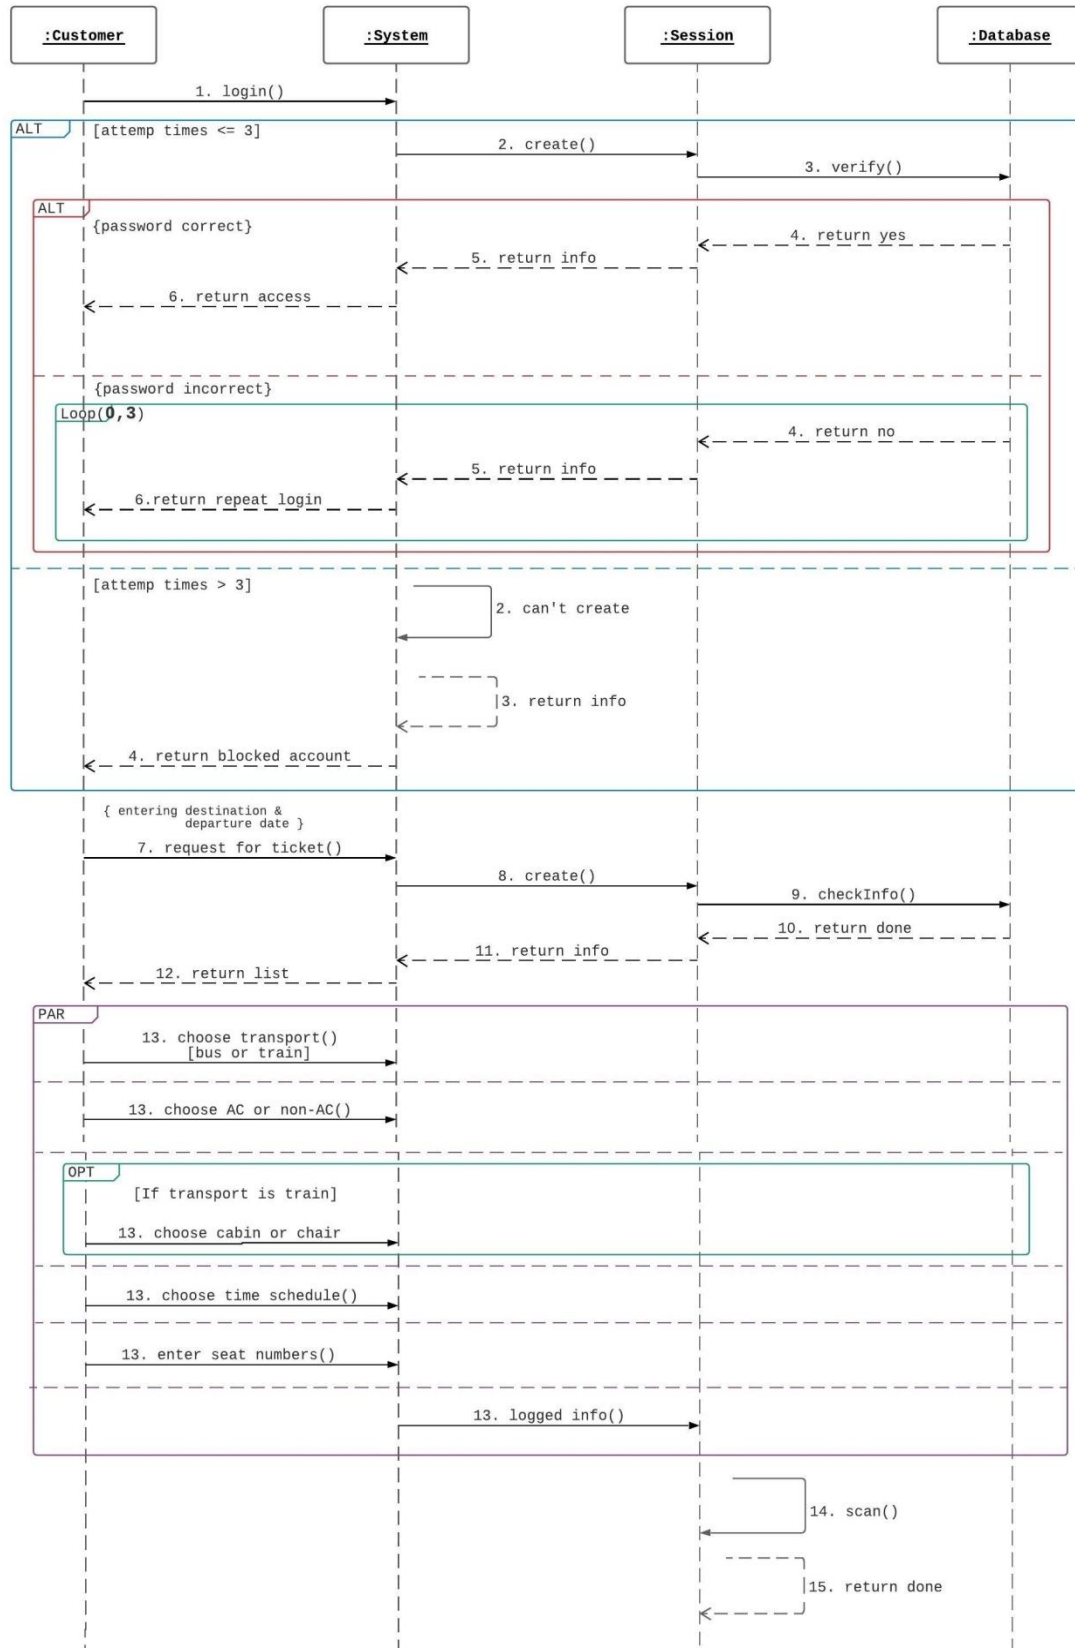 :Customer
:System
:Session
:Database
1. login()
ALT
[attemp times <= 3]
2. create()
3. verify()
ALT
{password correct}
4. return yes
5. return info
6. return access
{password incorrect}
Loop(0,3)
4. return no
5. return info
6.return repeat login
[attemp times > 3]
2. can't create
3. return info
4. return blocked account
{ entering destination &
departure date }
7. request for ticket()
8. create()
9. checkInfo()
10. return done
11. return info
12. return list
PAR
13. choose transport()
[bus or train]
13. choose AC or non-AC()
OPT
[If transport is train]
13. choose cabin or chair
13. choose time schedule()
13. enter seat numbers()
13. logged info()
14. scan()
15. return done